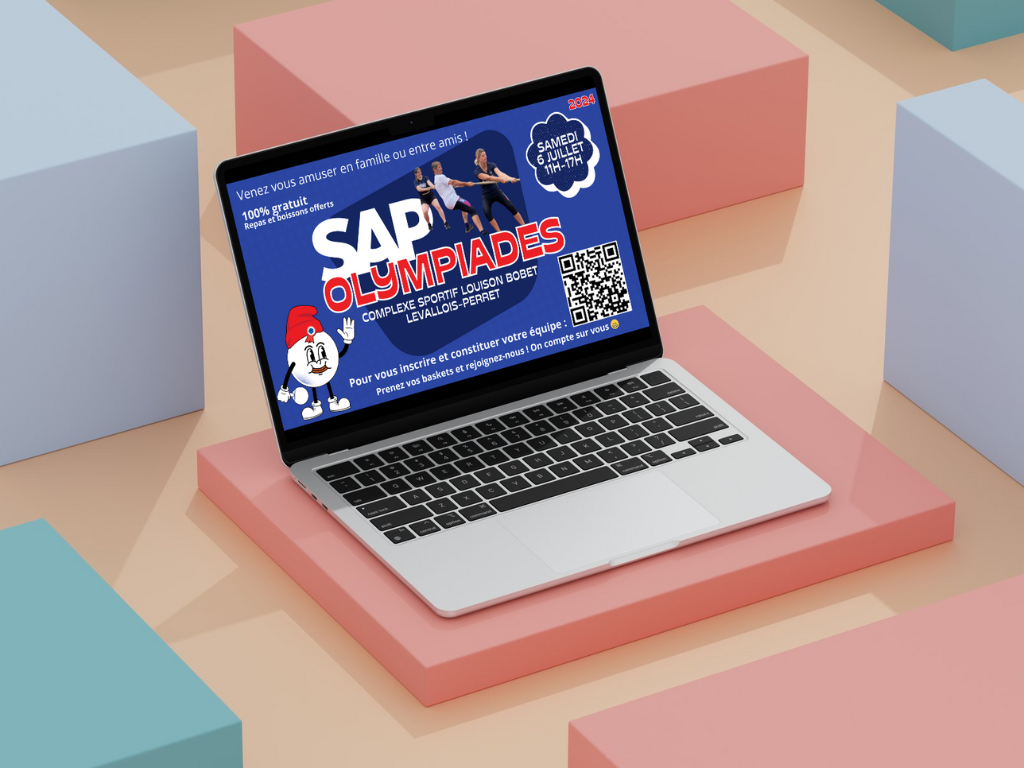 2024
Venez vous amuser en famille ou entre amis !
SAMEDI
6 JUILLET
11H-17H
100% gratuit
Repas et boissons offerts
SAP
OLYMPIADES
COMPLEXE SPORTIF LOUISON BOBET
LEVALLOIS-PERRET
Pour vous inscrire et constituer votre équipe :
Prenez vos baskets et rejoignez-nous ! On compte sur vous 😉